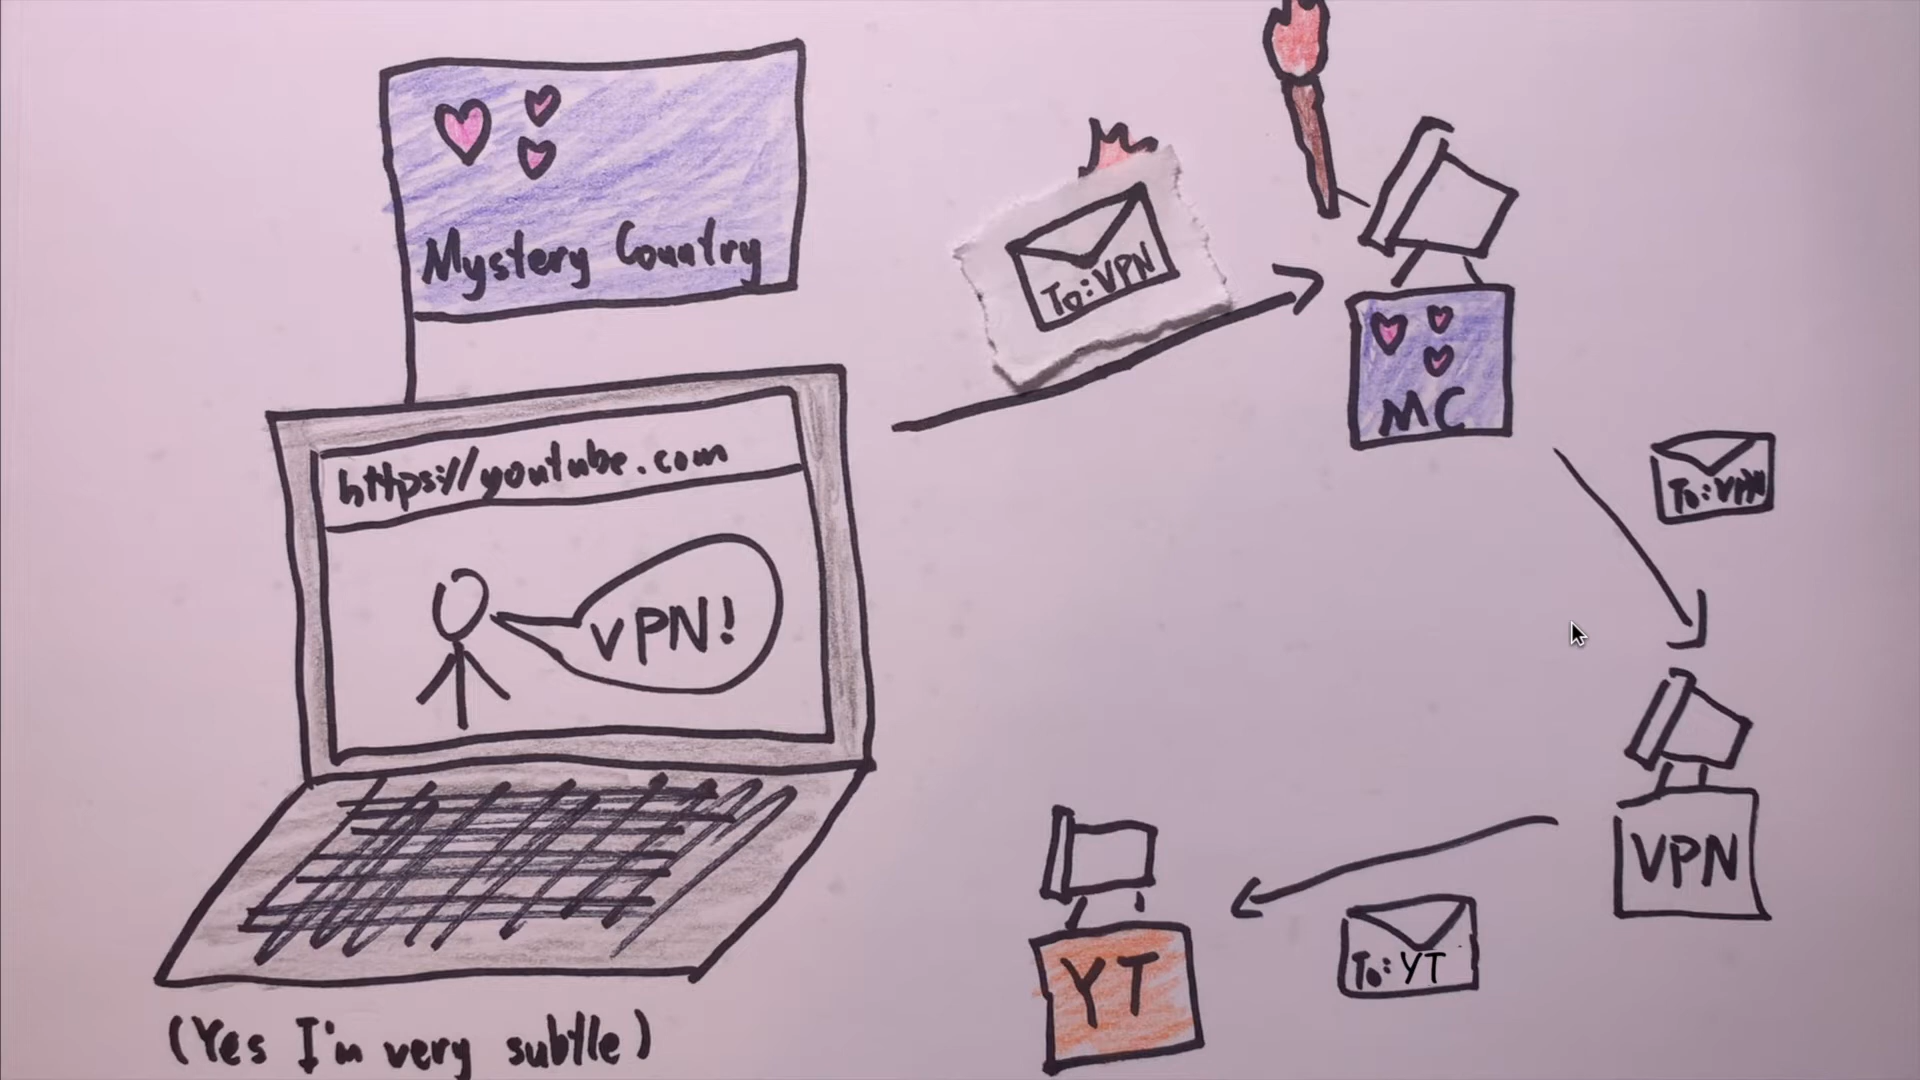 Mystery Country
https://youtube.com
VPN!
(Yes I'm very subtle)
To: VPN
MC
To: VPN
VPN
To: YT
YT